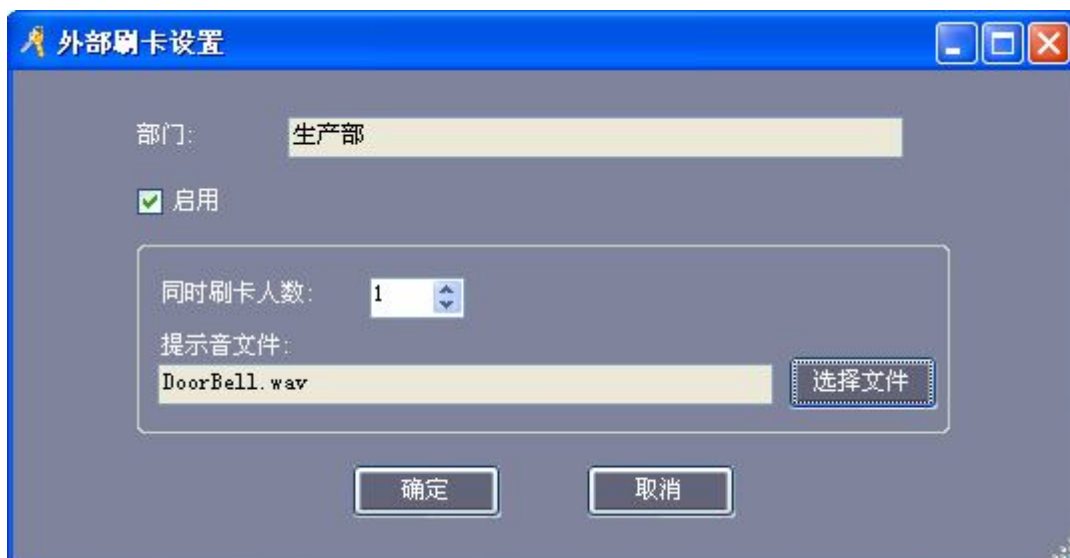 外部刷卡设置
部门: 生产部
启用
同时刷卡人数: 1
提示音文件:
DoorBell.wav 选择文件
确定 取消